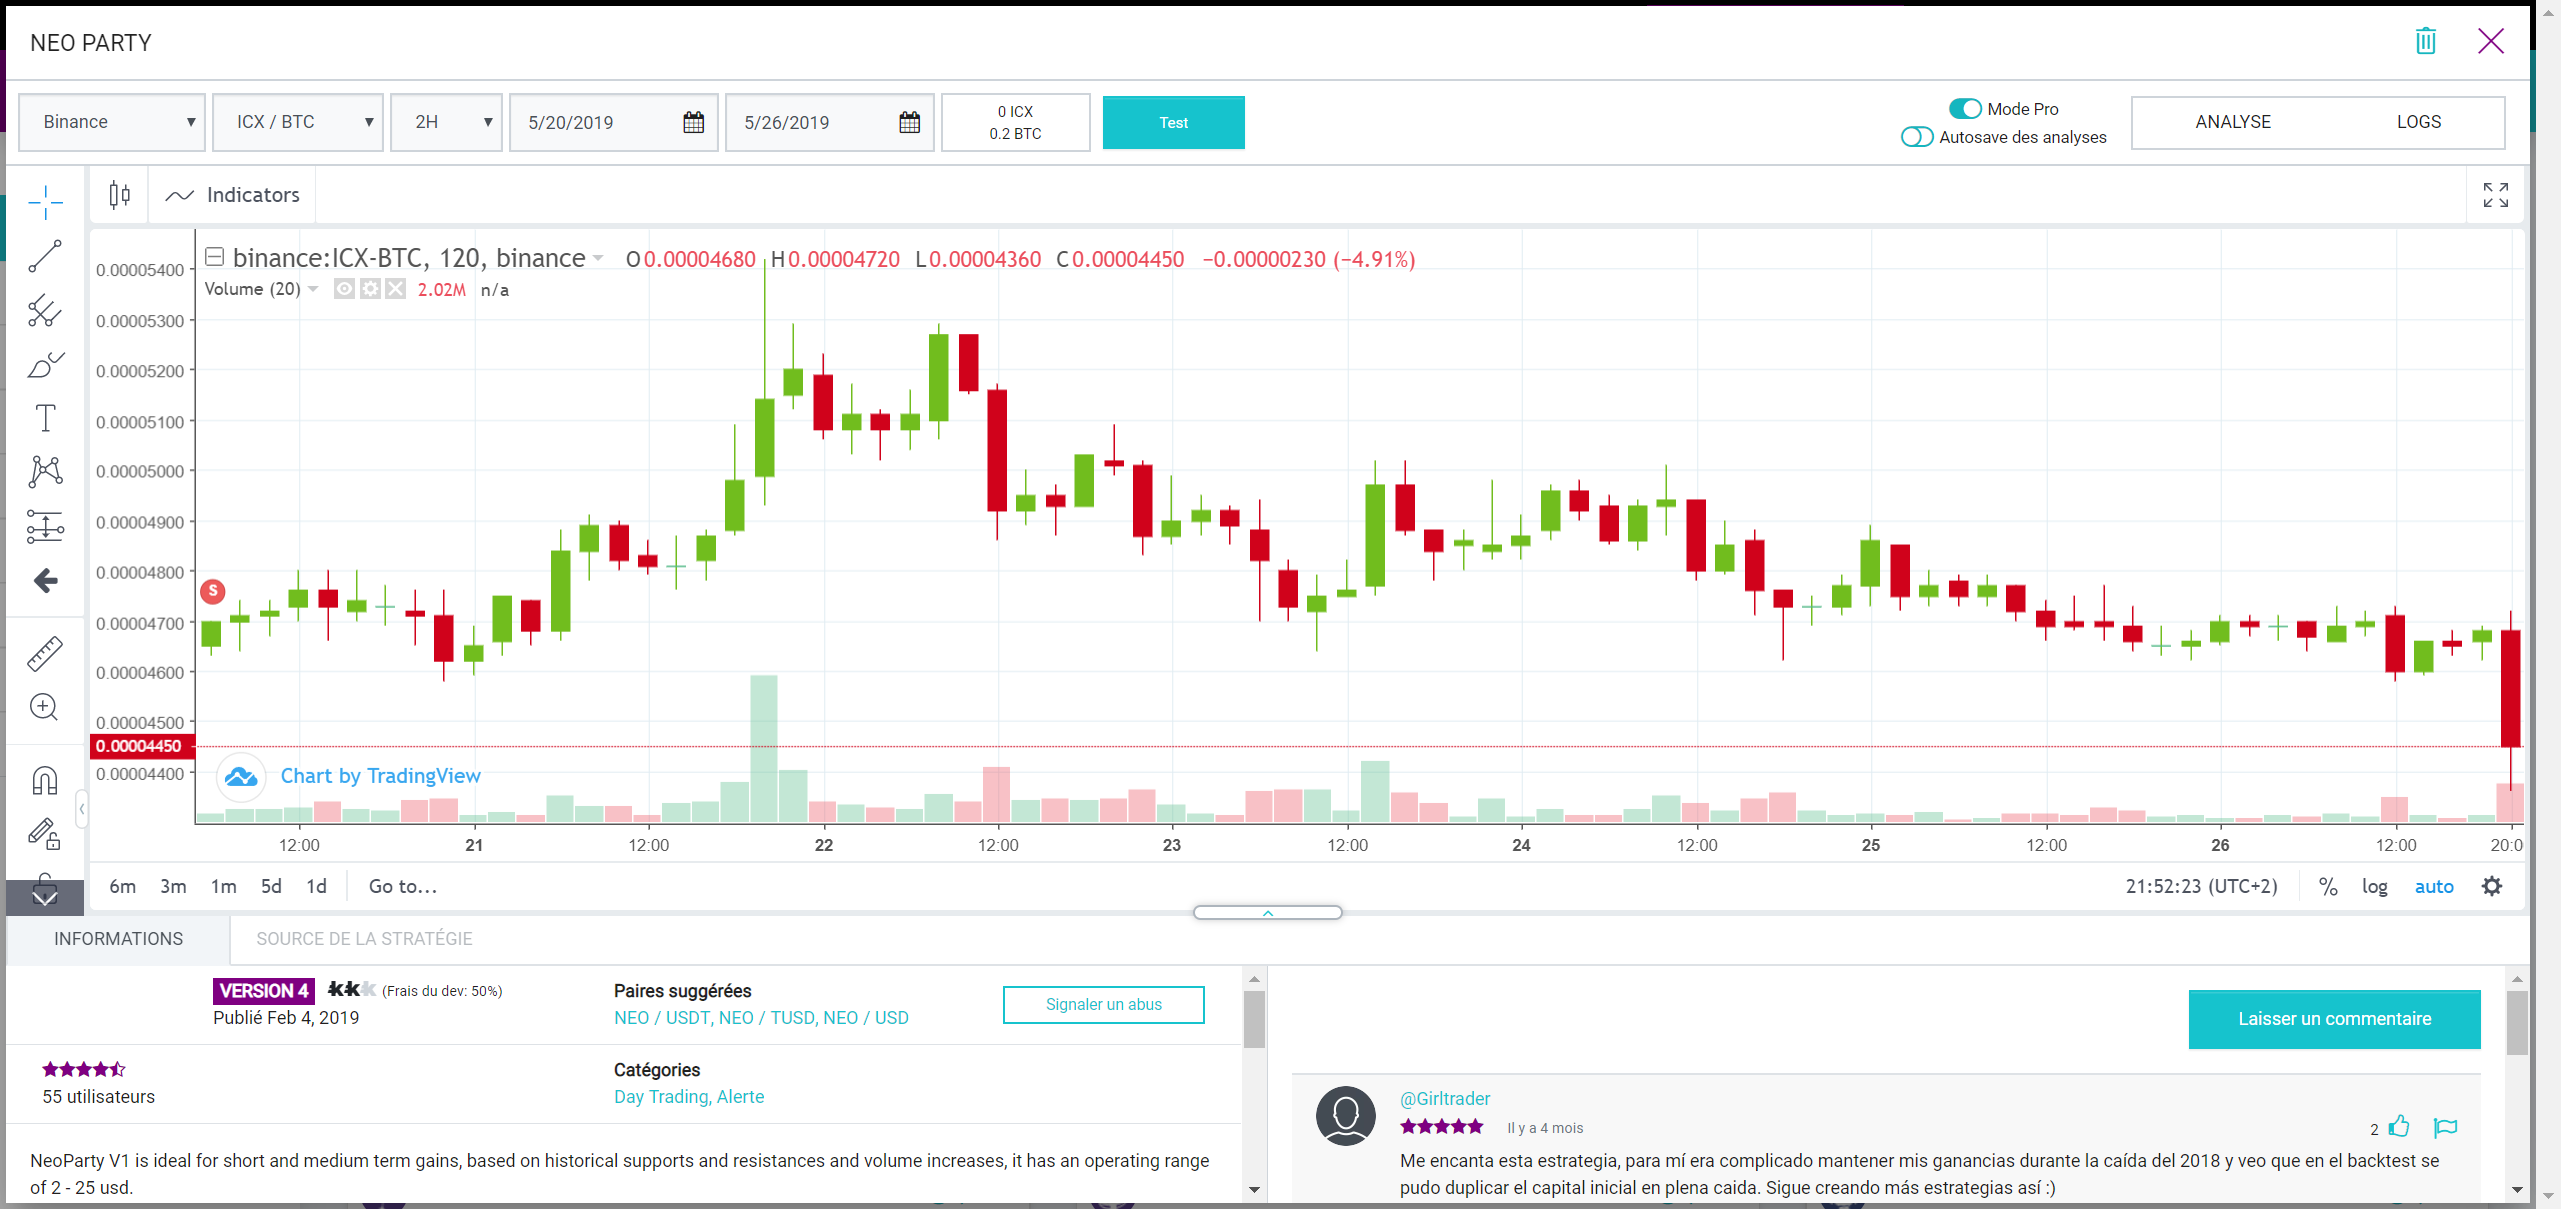 NEO PARTY
Binance ICX / BTC 2H 5/20/2019 5/26/2019 0 ICX Test Mode Pro ANALYSE LOGS
0.2 BTC Autosave des analyses
Indicators
binance:ICX-BTC, 120, binance O0.00004680 H0.00004720 L0.00004360 C0.00004450 −0.00000230 (−4.91%)
Volume (20) 2.02M n/a
0.00005400
0.00005300
0.00005200
0.00005100
0.00005000
0.00004900
0.00004800
S
0.00004700
0.00004600
0.00004500
0.00004450
0.00004400
Chart by TradingView
12:00 21 12:00 22 12:00 23 12:00 24 12:00 25 12:00 26 12:00 20:0
6m 3m 1m 5d 1d Go to... 21:52:23 (UTC+2) % log auto
INFORMATIONS SOURCE DE LA STRATÉGIE
VERSION 4 kkk (Frais du dev: 50%) Paires suggérées Signaler un abus
Publié Feb 4, 2019 NEO / USDT, NEO / TUSD, NEO / USD
55 utilisateurs
Catégories
Day Trading, Alerte
NeoParty V1 is ideal for short and medium term gains, based on historical supports and resistances and volume increases, it has an operating range
of 2 - 25 usd.
Laisser un commentaire
@Girltrader
Il y a 4 mois 2
Me encanta esta estrategia, para mí era complicado mantener mis ganancias durante la caída del 2018 y veo que en el backtest se
pudo duplicar el capital inicial en plena caida. Sigue creando más estrategias así :)